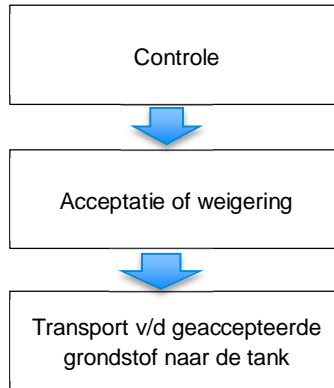 Controle
Acceptatie of weigering
Transport v/d geaccepteerde
grondstof naar de tank